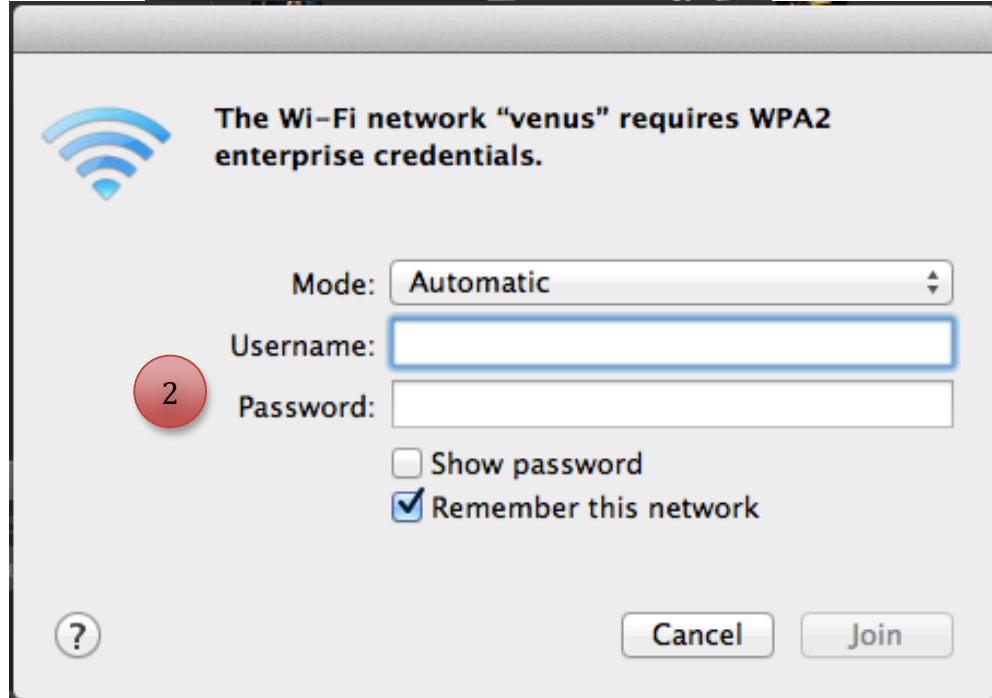 The Wi-Fi network “venus” requires WPA2
enterprise credentials.
Mode: Automatic
Username:
2
Password:
Show password
Remember this network
? Cancel Join